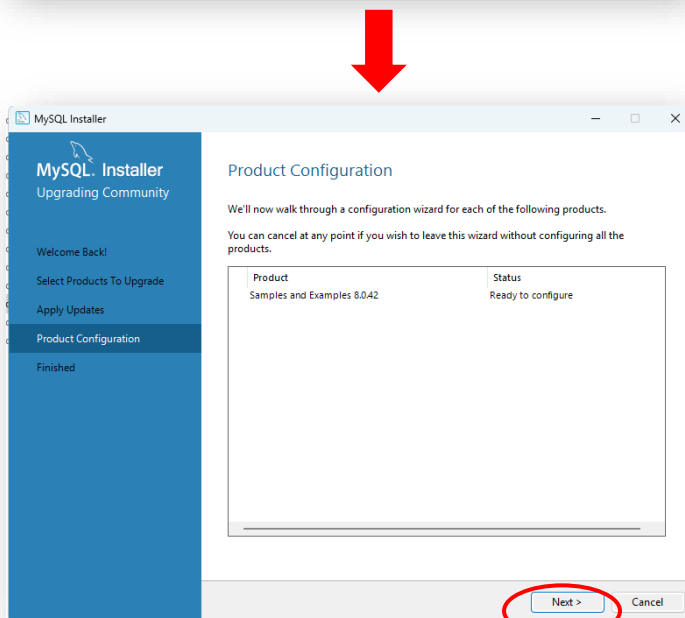 MySQL Installer
MySQL. Installer
Upgrading Community
Welcome Back!
Select Products To Upgrade
Apply Updates
Product Configuration
Finished
Product Configuration
We'll now walk through a configuration wizard for each of the following products.
You can cancel at any point if you wish to leave this wizard without configuring all the
products.
Product Status
Samples and Examples 8.0.42 Ready to configure
Next >
Cancel